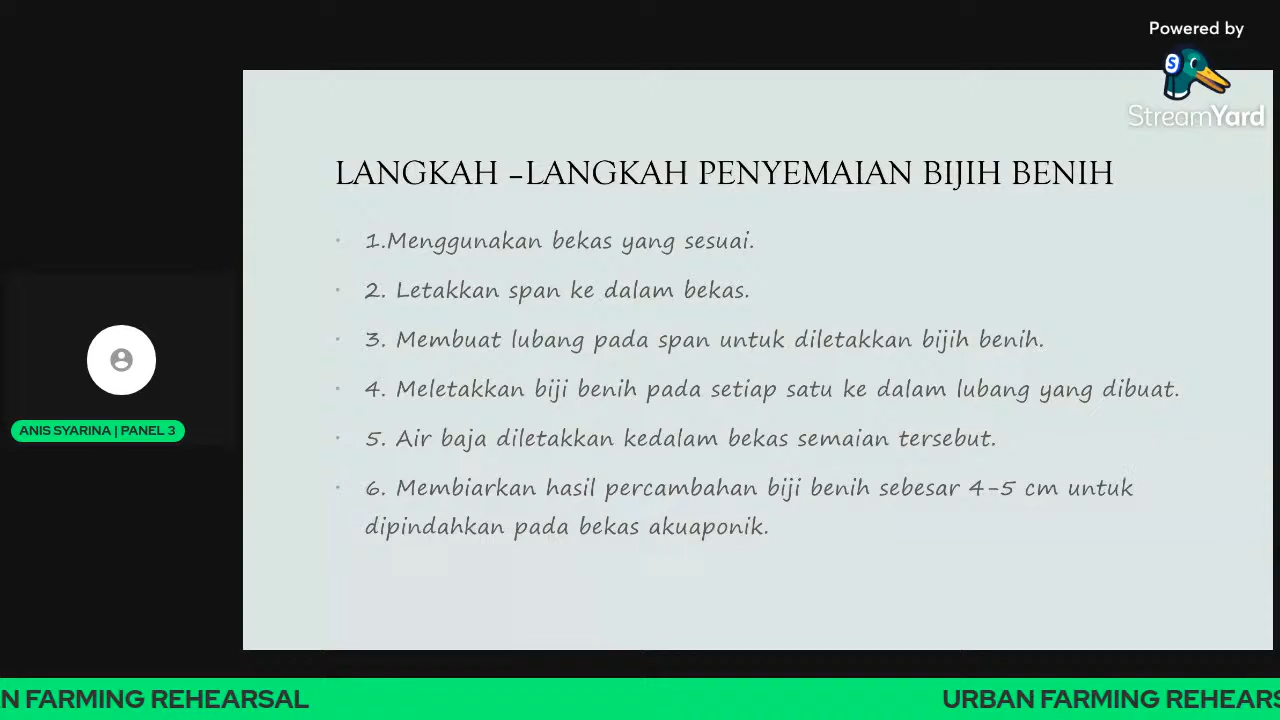 Powered by
StreamYard
LANGKAH –LANGKAH PENYEMAIAN BIJIH BENIH
1.Menggunakan bekas yang sesuai.
2. Letakkan span ke dalam bekas.
3. Membuat lubang pada span untuk diletakkan bijih benih.
4. Meletakkan biji benih pada setiap satu ke dalam lubang yang dibuat.
5. Air baja diletakkan kedalam bekas semaian tersebut.
6. Membiarkan hasil percambahan biji benih sebesar 4-5 cm untuk
dipindahkan pada bekas akuaponik.
ANIS SYARINA | PANEL 3
N FARMING REHEARSAL
URBAN FARMING REHEARS